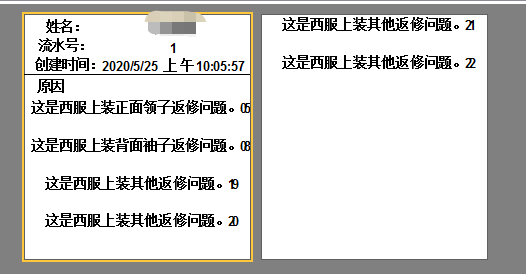 姓名：
流水号： 1
创建时间：2020/5/25 上午10:05:57
原因
这是西服上装正面领子返修问题。05
这是西服上装背面袖子返修问题。08
这是西服上装其他返修问题。19
这是西服上装其他返修问题。20
这是西服上装其他返修问题。21
这是西服上装其他返修问题。22